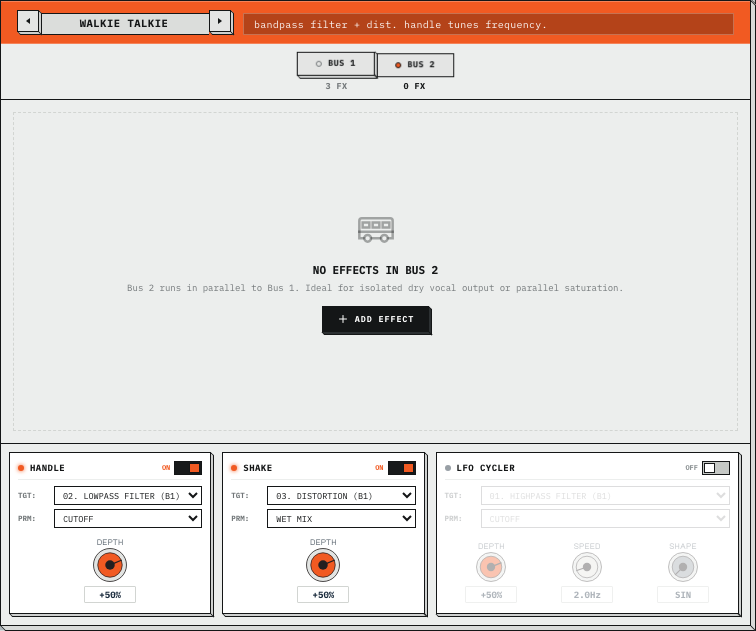 WALKIE TALKIE
bandpass filter + dist. handle tunes frequency.
BUS 1
BUS 2
3 FX
0 FX
NO EFFECTS IN BUS 2
Bus 2 runs in parallel to Bus 1. Ideal for isolated dry vocal output or parallel saturation.
+ ADD EFFECT
HANDLE
ON
TGT:
02. LOWPASS FILTER (B1)
PRM:
CUTOFF
DEPTH
+50%
SHAKE
ON
TGT:
03. DISTORTION (B1)
PRM:
WET MIX
DEPTH
+50%
LFO CYCLER
OFF
TGT:
01. HIGHPASS FILTER (B1)
PRM:
CUTOFF
DEPTH
SPEED
SHAPE
+50%
2.0Hz
SIN